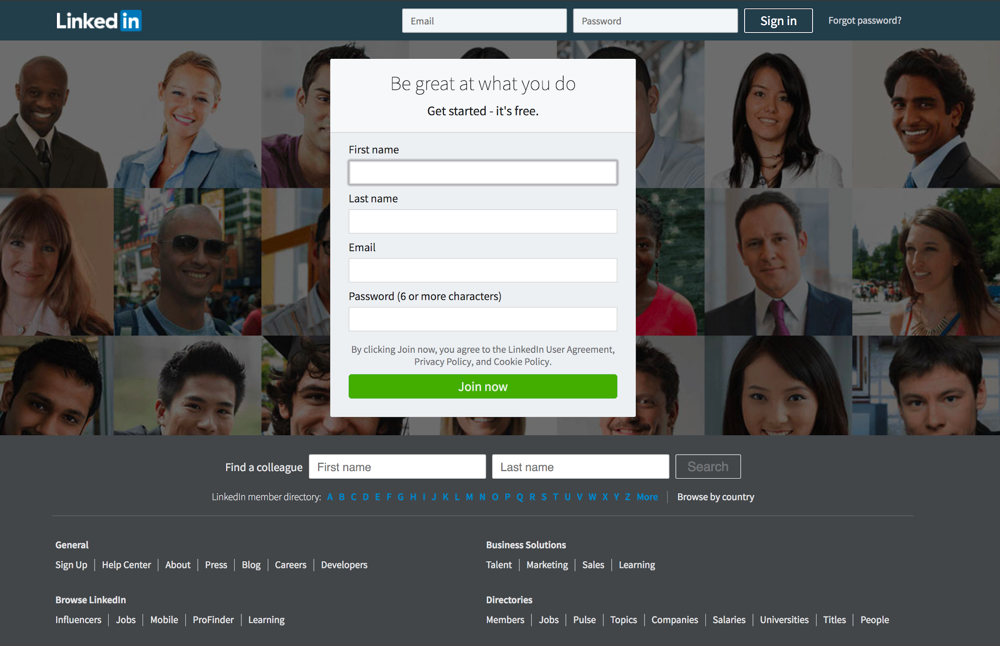 Linked in
Email
Password
Sign in
Forgot password?
Be great at what you do
Get started - it's free.
First name
Last name
Email
Password (6 or more characters)
By clicking Join now, you agree to the LinkedIn User Agreement,
Privacy Policy, and Cookie Policy.
Join now
Find a colleague First name Last name Search
LinkedIn member directory: A B C D E F G H I J K L M N O P Q R S T U V W X Y Z More | Browse by country
General
Sign Up | Help Center | About | Press | Blog | Careers | Developers
Business Solutions
Talent | Marketing | Sales | Learning
Browse LinkedIn
Influencers | Jobs | Mobile | ProFinder | Learning
Directories
Members | Jobs | Pulse | Topics | Companies | Salaries | Universities | Titles | People